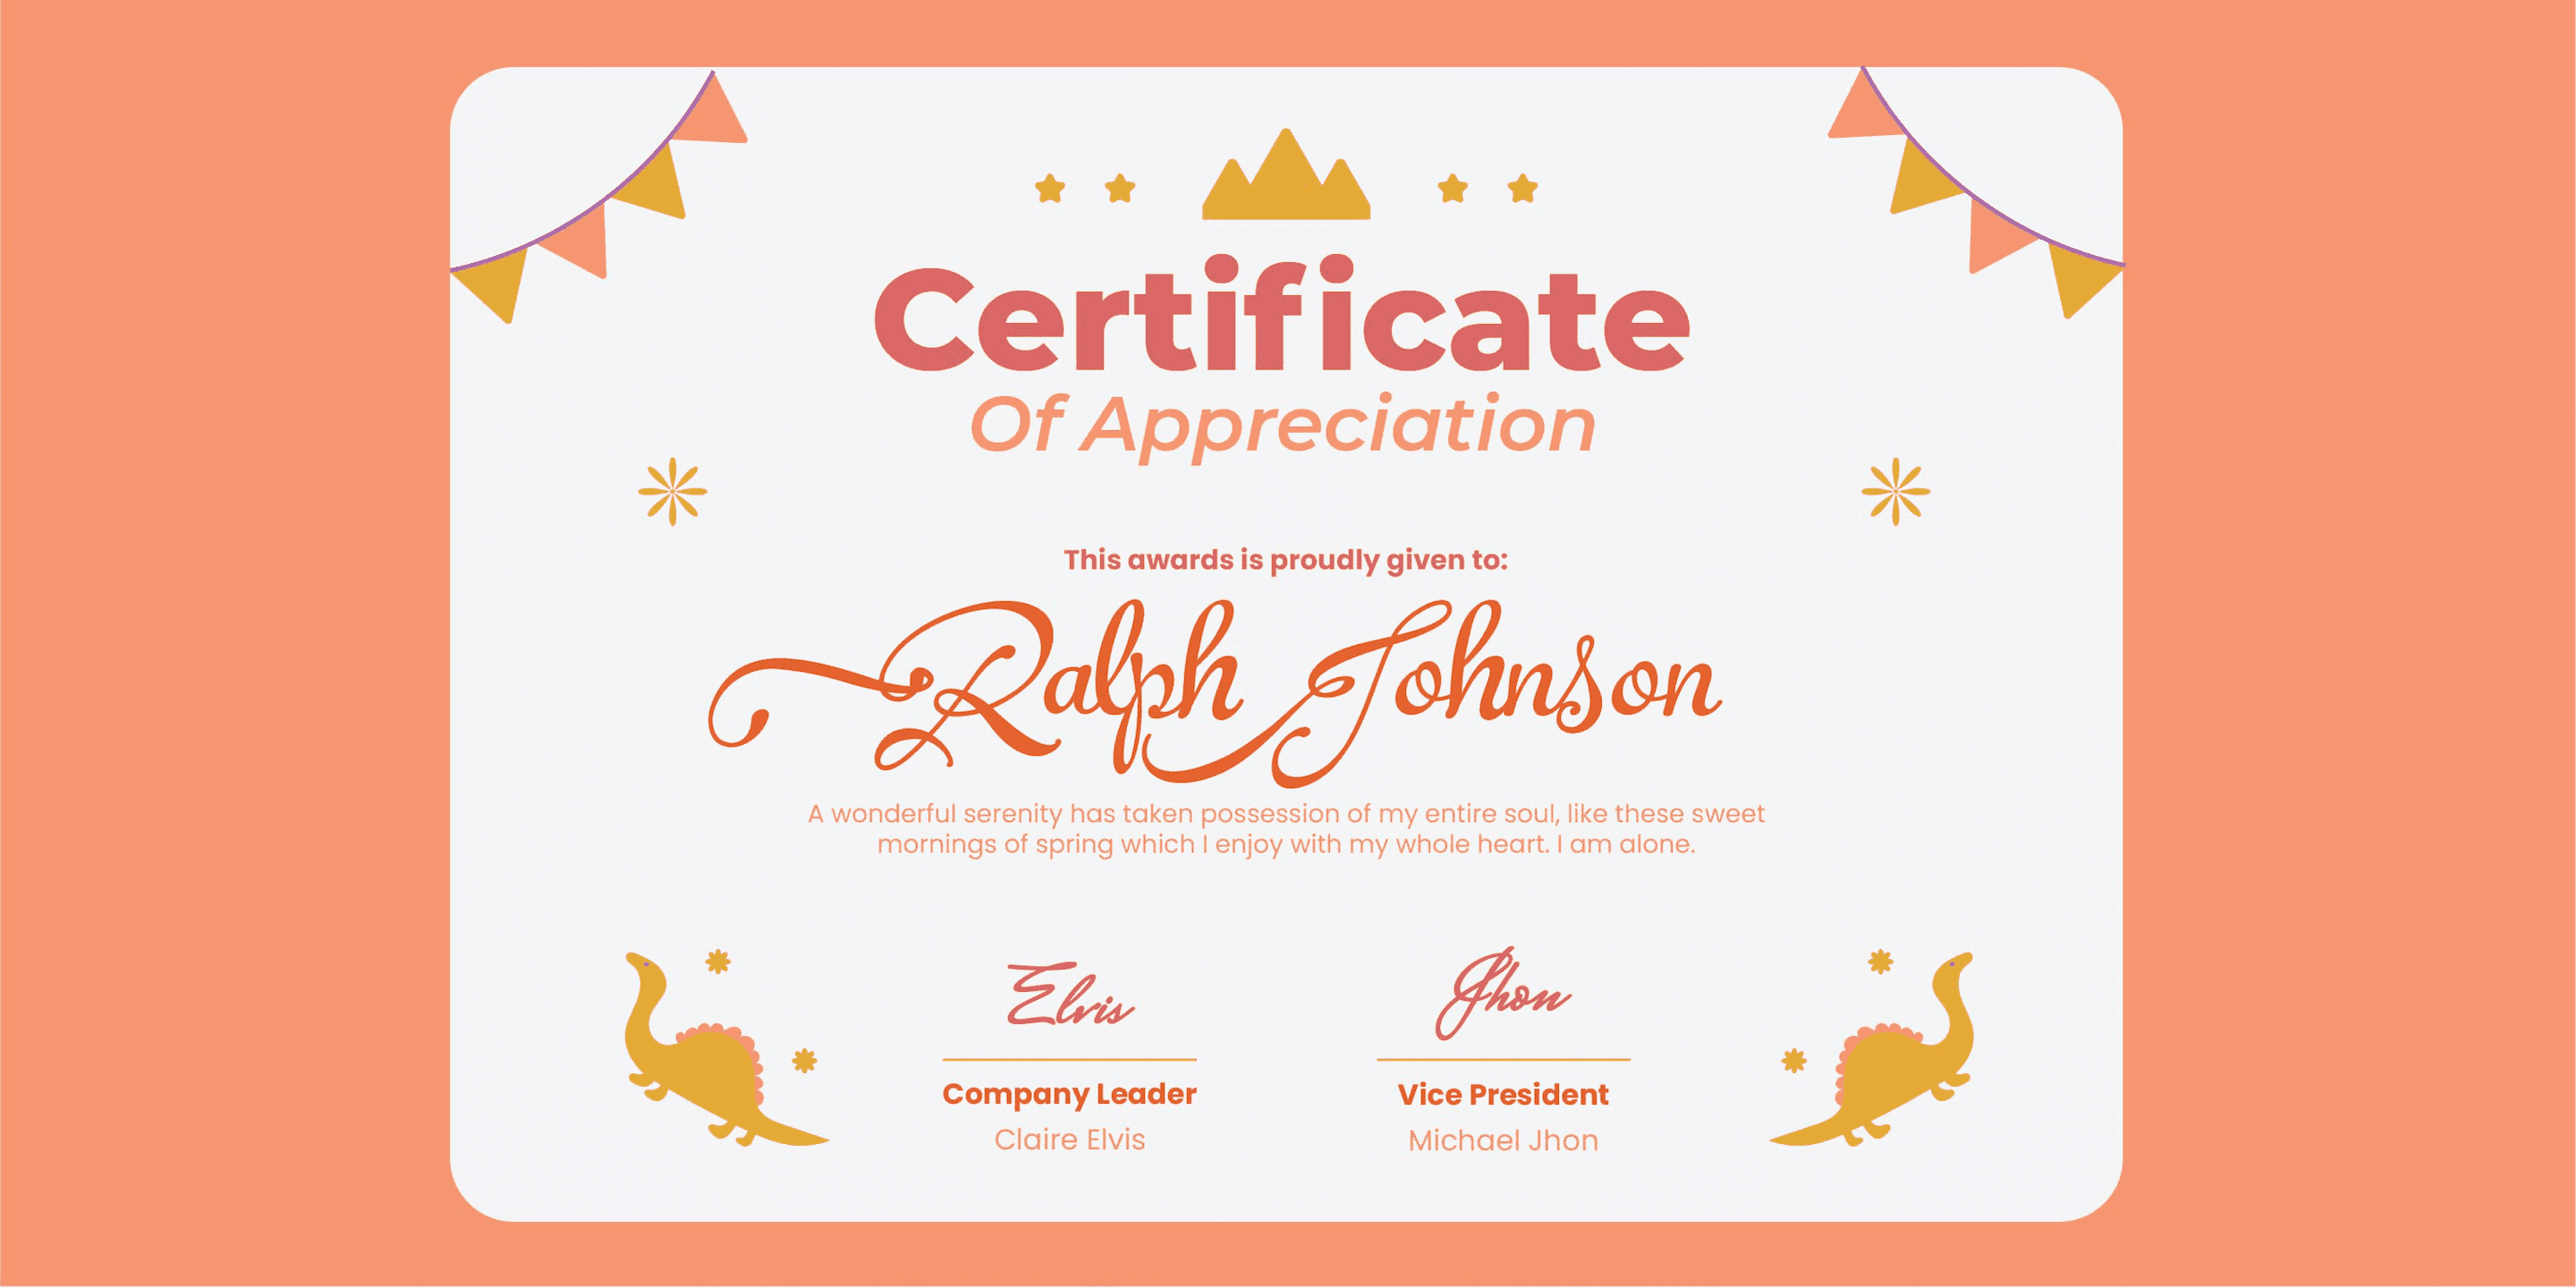 Certificate
Of Appreciation
This awards is proudly given to:
Ralph Johnson
A wonderful serenity has taken possession of my entire soul, like these sweet
mornings of spring which I enjoy with my whole heart. I am alone.
Elvis
Jhon
Company Leader
Vice President
Claire Elvis
Michael Jhon